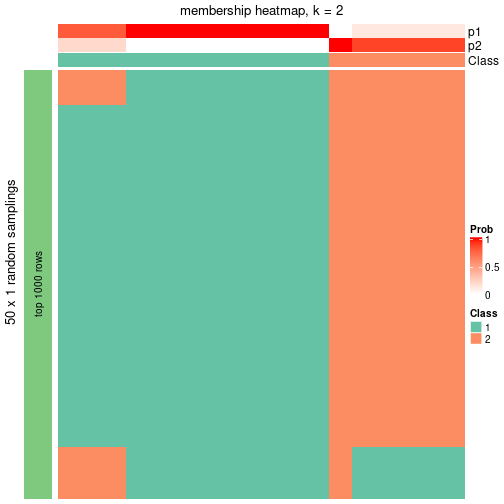 membership heatmap, k = 2
p1
p2
Class
50 x 1 random samplings
top 1000 rows
Prob
1
0.5
0
Class
1
2